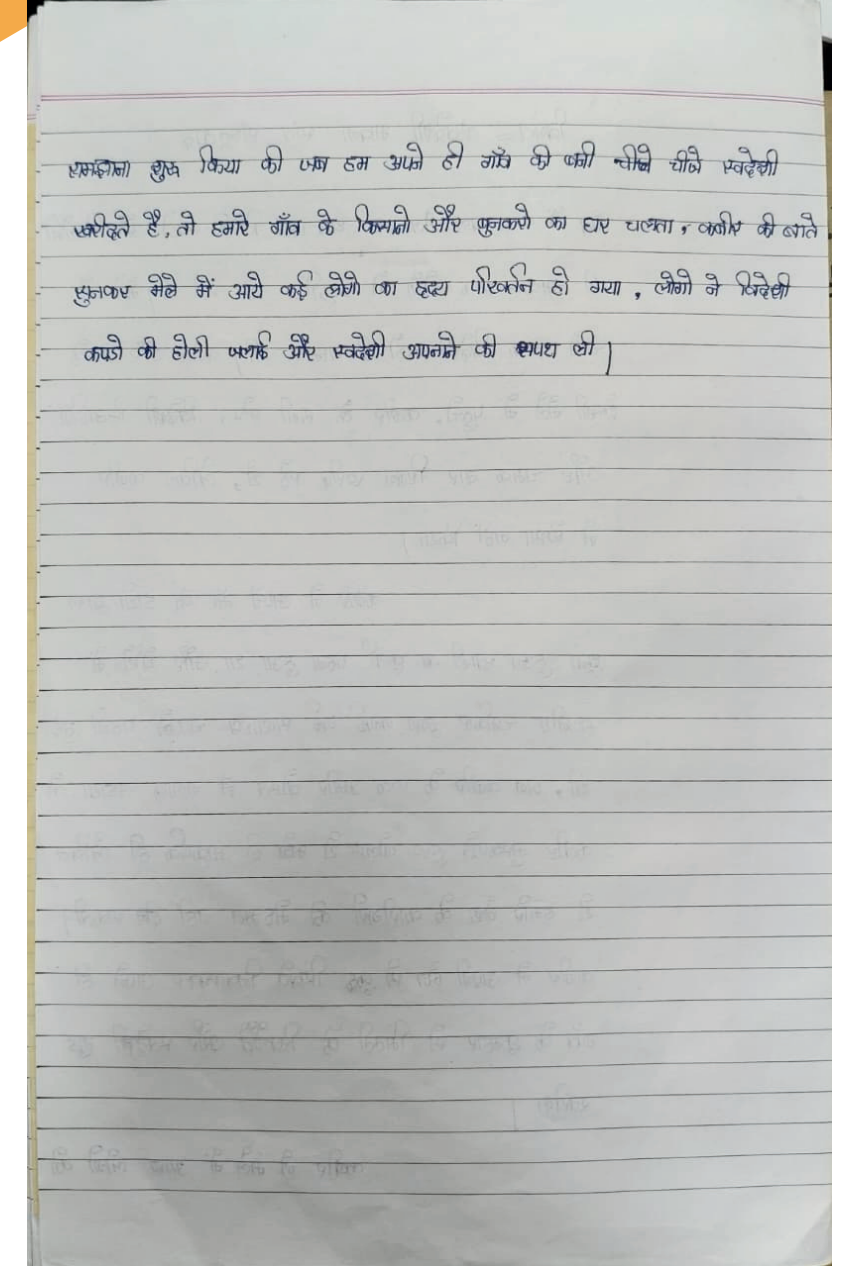 समझाना शुरू किया की जब हम अपने ही गाँव की बनी चीजे चीजे स्वदेशी
खरीदते है, तो हमारे गाँव के किसानो और बुनकरो का घर चलता, कबीर की बाते
सुनकर मेले में आये कई लोगो का ह्रदय परिवर्तन हो गया, लोगो ने विदेशी
कपडो की होली जलाई और स्वदेशी अपनाने की शपथ ली |